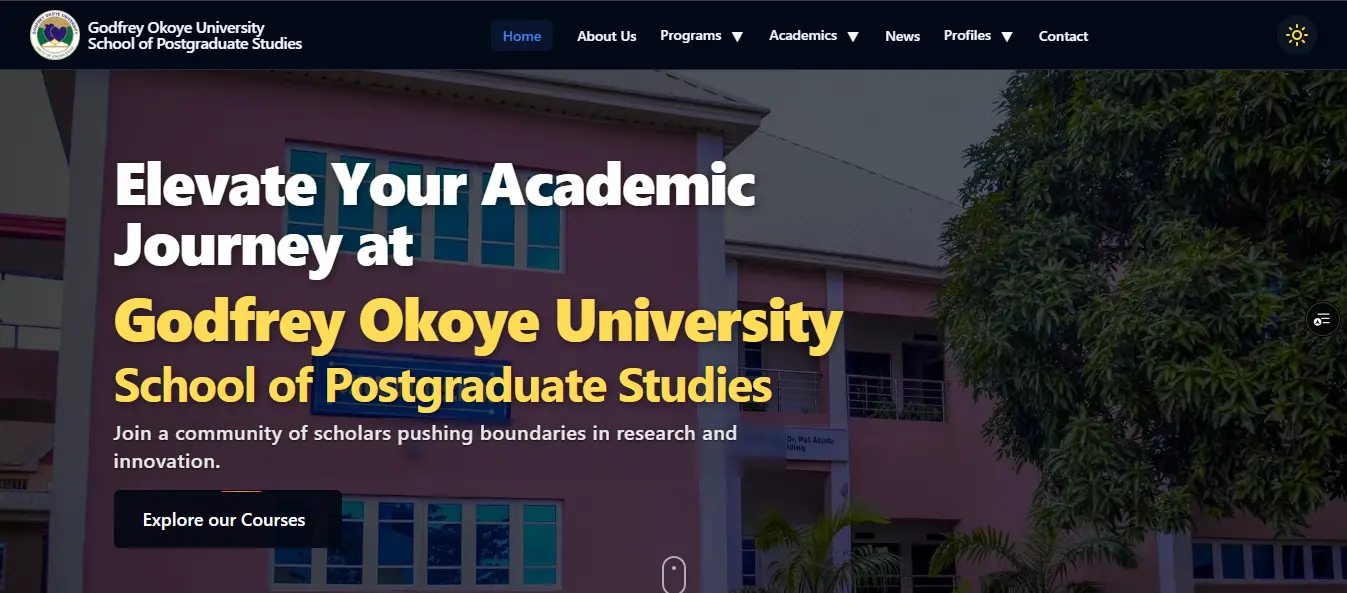 Godfrey Okoye University
School of Postgraduate Studies
Home
About Us
Programs ▼
Academics ▼
News
Profiles ▼
Contact
Elevate Your Academic
Journey at
Godfrey Okoye University
School of Postgraduate Studies
Join a community of scholars pushing boundaries in research and
innovation.
Dr. Pat Asadu
Explore our Courses